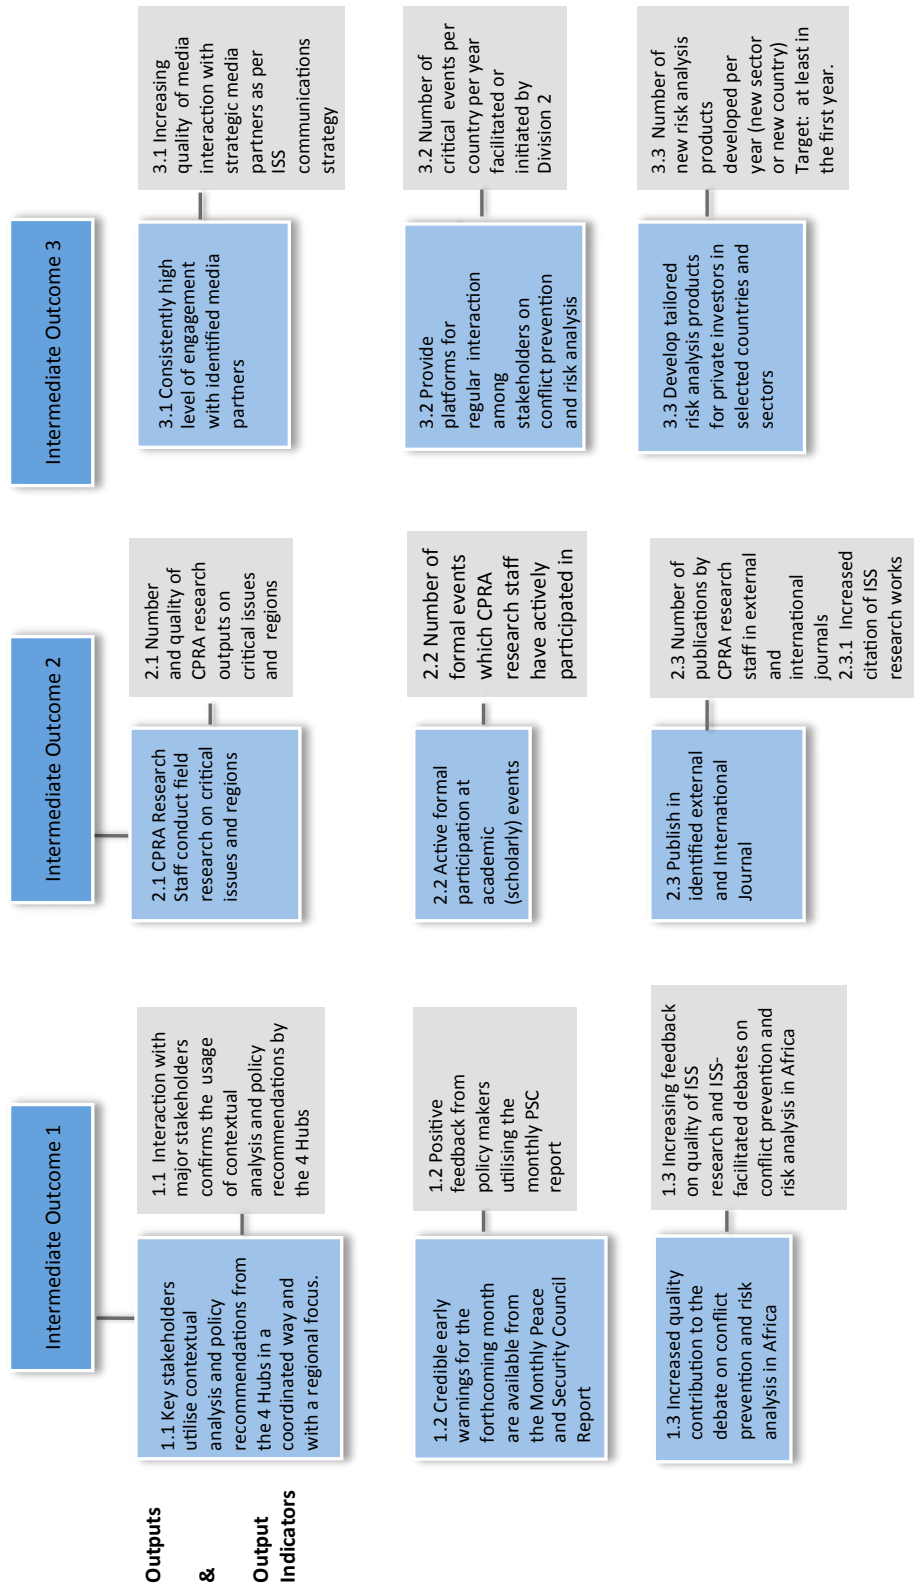 Outputs
&
Output
Indicators
Intermediate Outcome 1
1.1 Key stakeholders
utilise contextual
analysis and policy
recommendations from
the 4 Hubs in a
coordinated way and
with a regional focus.
1.1 Interaction with
major stakeholders
confirms the usage
of contextual
analysis and policy
recommendations by
the 4 Hubs
1.2 Credible early
warnings for the
forthcoming month
are available from
the Monthly Peace
and Security Council
Report
1.2 Positive
feedback from
policy makers
utilising the
monthly PSC
report
1.3 Increased quality
contribution to the
debate on conflict
prevention and risk
analysis in Africa
1.3 Increasing feedback
on quality of ISS
research and ISS-
facilitated debates on
conflict prevention and
risk analysis in Africa
Intermediate Outcome 2
2.1 CPRA Research
Staff conduct field
research on critical
issues and regions
2.1 Number
and quality of
CPRA research
outputs on
critical issues
and regions
2.2 Active formal
participation at
academic
(scholarly) events
2.2 Number of
formal events
which CPRA
research staff
have actively
participated in
2.3 Publish in
identified external
and International
Journal
2.3 Number of
publications by
CPRA research
staff in external
and
international
journals
2.3.1 Increased
citation of ISS
research works
Intermediate Outcome 3
3.1 Consistently high
level of engagement
with identified media
partners
3.1 Increasing
quality of media
interaction with
strategic media
partners as per
ISS
communications
strategy
3.2 Provide
platforms for
regular interaction
among
stakeholders on
conflict prevention
and risk analysis
3.2 Number of
critical events per
country per year
facilitated or
initiated by
Division 2
3.3 Develop tailored
risk analysis products
for private investors in
selected countries and
sectors
3.3 Number of
new risk analysis
products
developed per
year (new sector
or new country)
Target: at least in
the first year.